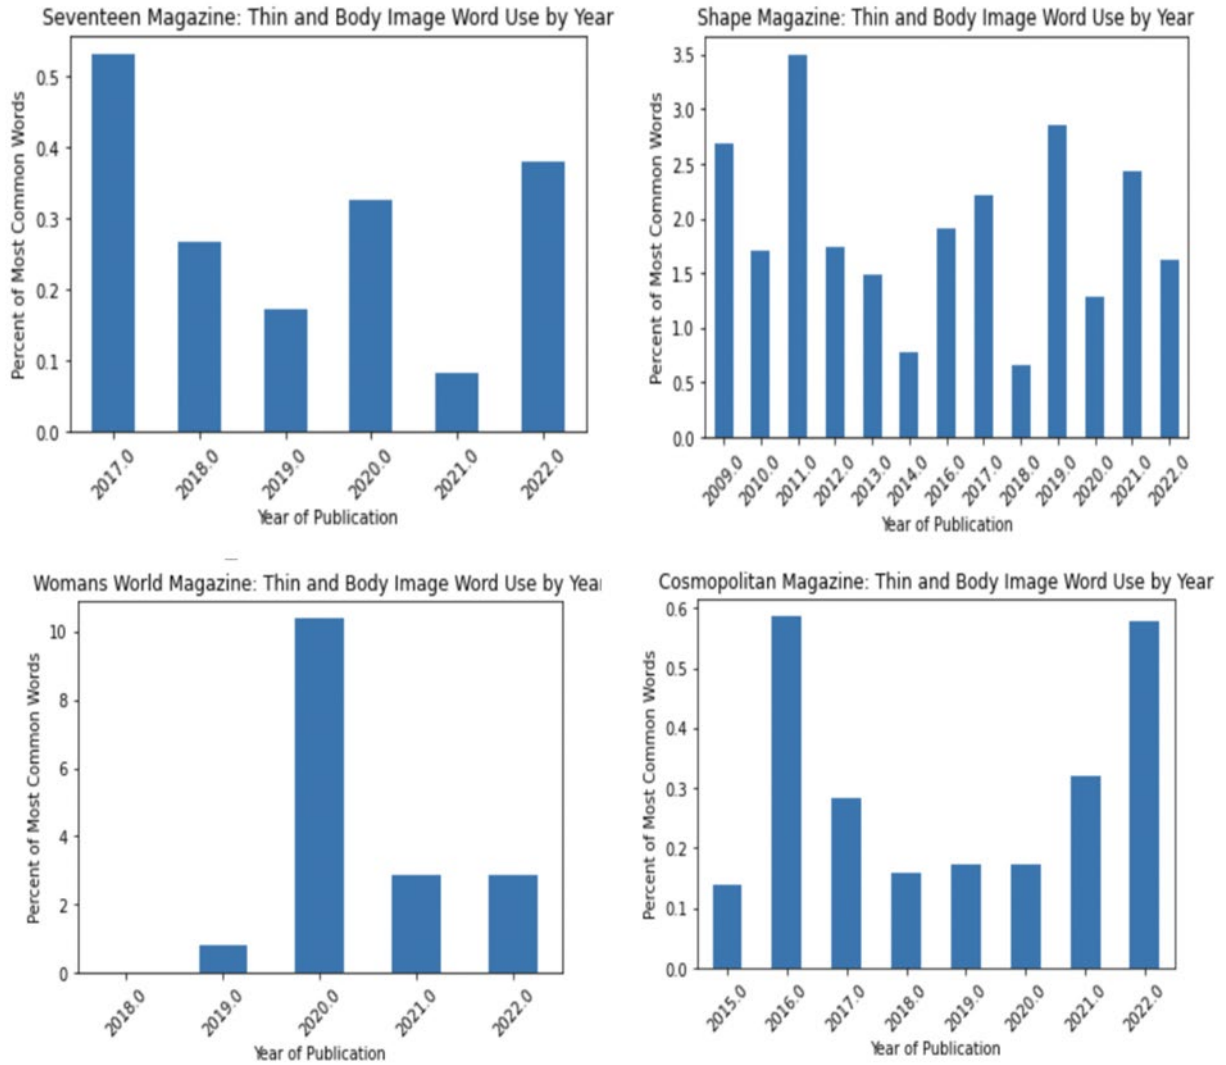 Seventeen Magazine: Thin and Body Image Word Use by Year
Percent of Most Common Words
0.5
0.4
0.3
0.2
0.1
0.0
2017.0 2018.0 2019.0 2020.0 2021.0 2022.0
Year of Publication
Shape Magazine: Thin and Body Image Word Use by Year
Percent of Most Common Words
3.5
3.0
2.5
2.0
1.5
1.0
0.5
0.0
2009.0 2010.0 2011.0 2012.0 2013.0 2014.0 2016.0 2017.0 2018.0 2019.0 2020.0 2021.0 2022.0
Year of Publication
Womans World Magazine: Thin and Body Image Word Use by Year
Percent of Most Common Words
10
8
6
4
2
0
2018.0 2019.0 2020.0 2021.0 2022.0
Year of Publication
Cosmopolitan Magazine: Thin and Body Image Word Use by Year
Percent of Most Common Words
0.6
0.5
0.4
0.3
0.2
0.1
0.0
2015.0 2016.0 2017.0 2018.0 2019.0 2020.0 2021.0 2022.0
Year of Publication